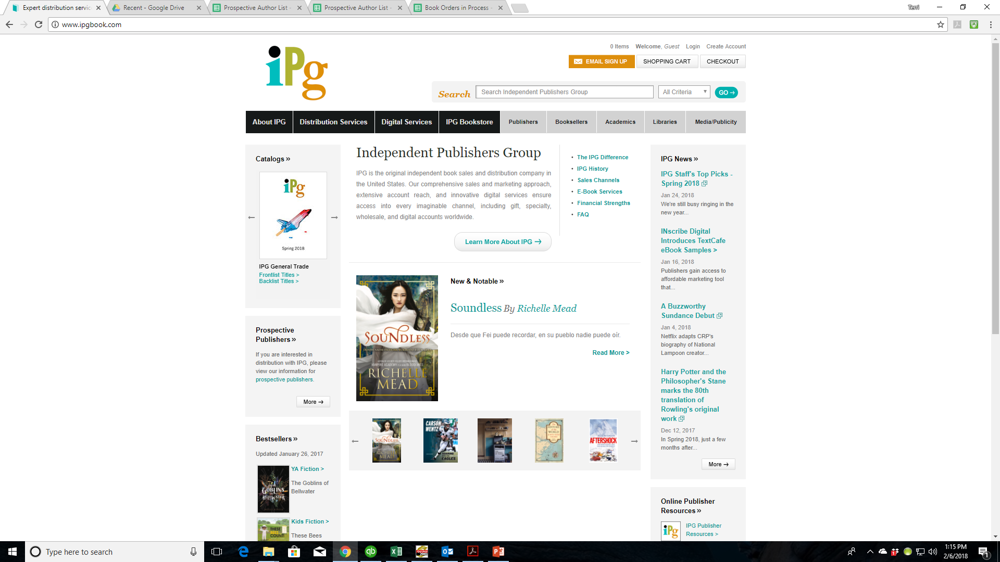 Expert distribution servic
Recent - Google Drive
Prospective Author List -
Prospective Author List -
Book Orders in Process -
Terri
www.ipgbook.com
iPg
0 Items Welcome, Guest Login Create Account
EMAIL SIGN UP SHOPPING CART CHECKOUT
Search Search Independent Publishers Group All Criteria GO →
About IPG Distribution Services Digital Services IPG Bookstore Publishers Booksellers Academics Libraries Media/Publicity
Catalogs »
iPg
Spring 2018
IPG General Trade
Frontlist Titles >
Backlist Titles >
Prospective
Publishers »
If you are interested in
distribution with IPG, please
view our information for
prospective publishers.
More →
Bestsellers »
Updated January 26, 2017
THE GOBLINS OF BELLWATER
YA Fiction >
The Goblins of
Bellwater
THESE
COUNT!
Kids Fiction >
These Bees
Independent Publishers Group
IPG is the original independent book sales and distribution company in
the United States. Our comprehensive sales and marketing approach,
extensive account reach, and innovative digital services ensure
access into every imaginable channel, including gift, specialty,
wholesale, and digital accounts worldwide.
Learn More About IPG →
• The IPG Difference
• IPG History
• Sales Channels
• E-Book Services
• Financial Strengths
• FAQ
SOUNDLESS
VAMPIRE ACADEMY
RICHELLE
MEAD
New & Notable »
Soundless By Richelle Mead
Desde que Fei puede recordar, en su pueblo nadie puede oír.
Read More >
SOUNDLESS
RICHELLE
MEAD
CARSON
WENTZ
EAGLES
HISTORY
WORLD
AFTERSHOCK
IPG News »
IPG Staff's Top Picks -
Spring 2018
Jan 24, 2018
We're still busy ringing in the
new year...
INscribe Digital
Introduces TextCafe
eBook Samples >
Jan 16, 2018
Publishers gain access to
affordable marketing tool
that...
A Buzzworthy
Sundance Debut
Jan 4, 2018
Netflix adapts CRP's
biography of National
Lampoon creator...
Harry Potter and the
Philosopher's Stane
marks the 80th
translation of
Rowling's original
work
Dec 12, 2017
In Spring 2018, just a few
months after...
More →
Online Publisher
Resources »
iPg
IPG Publisher
Resources >
Type here to search
1:15 PM
2/6/2018
1